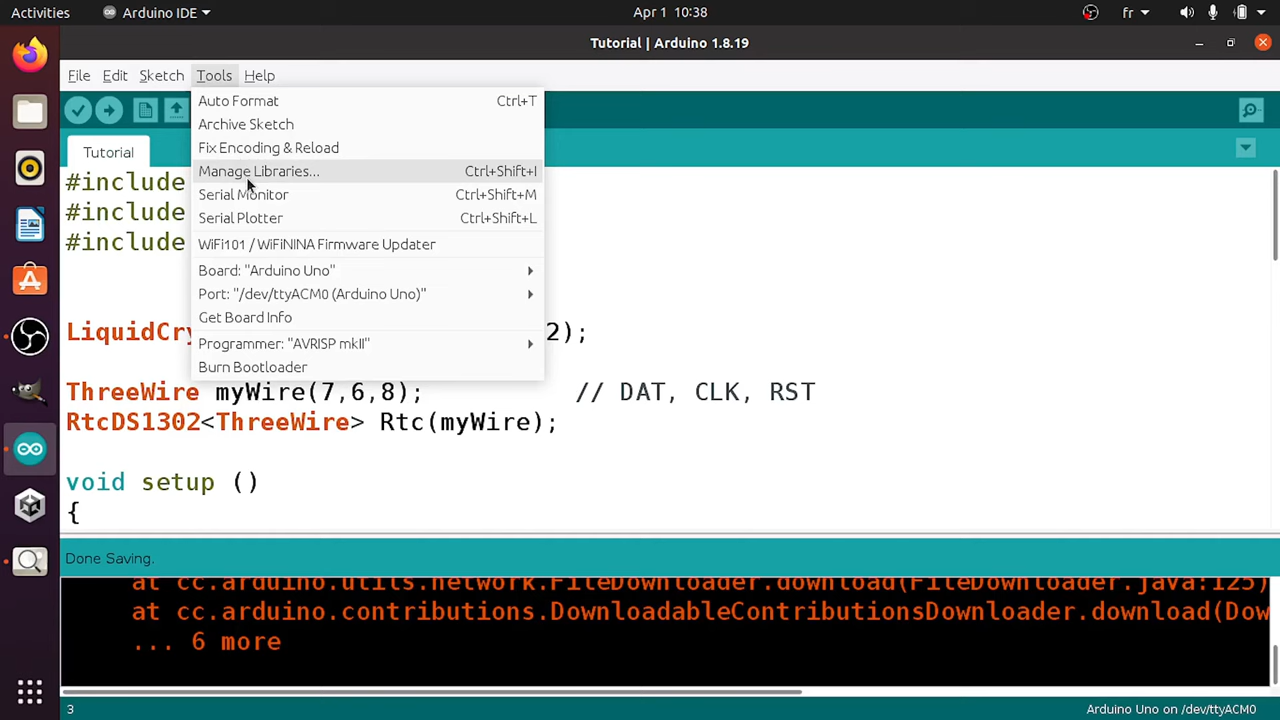 Activities
Arduino IDE
Apr 1 10:38
fr
Tutorial | Arduino 1.8.19
File Edit Sketch Tools Help
Auto Format Ctrl+T
Archive Sketch
Fix Encoding & Reload
Manage Libraries... Ctrl+Shift+I
Serial Monitor Ctrl+Shift+M
Serial Plotter Ctrl+Shift+L
WiFi101 / WiFiNINA Firmware Updater
Board: "Arduino Uno"
Port: "/dev/ttyACM0 (Arduino Uno)"
Get Board Info
Programmer: "AVRISP mkII"
Burn Bootloader
Tutorial
#include
#include
#include
LiquidCry 2);
ThreeWire myWire(7,6,8); // DAT, CLK, RST
RtcDS1302<ThreeWire> Rtc(myWire);
void setup ()
{
Done Saving.
at cc.arduino.utils.network.FileDownloader.download(FileDownloader.java:125)
at cc.arduino.contributions.DownloadableContributionsDownloader.download(Dow
... 6 more
3
Arduino Uno on /dev/ttyACM0